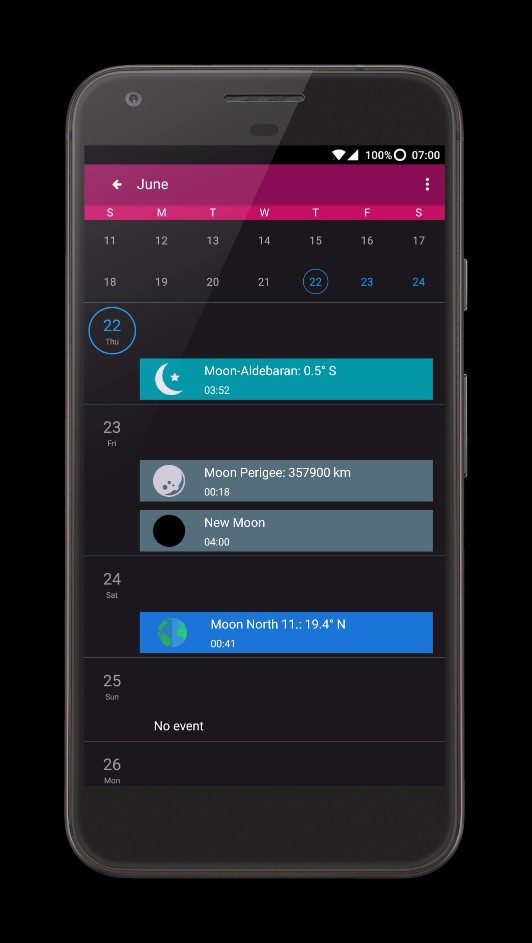 100% 07:00
June
S M T W T F S
11 12 13 14 15 16 17
18 19 20 21 22 23 24
22
Thu
Moon-Aldebaran: 0.5° S
03:52
23
Fri
Moon Perigee: 357900 km
00:18
New Moon
04:00
24
Sat
Moon North 11.: 19.4° N
00:41
25
Sun
No event
26
Mon